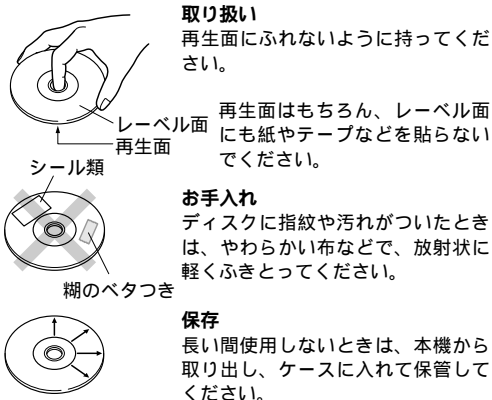 取り扱い
再生面にふれないように持ってくだ
さい。
レーベル面
再生面
再生面はもちろん、レーベル面
にも紙やテープなどを貼らない
でください。
シール類
糊のベタつき
お手入れ
ディスクに指紋や汚れがついたとき
は、やわらかい布などで、放射状に
軽くふきとってください。
保存
長い間使用しないときは、本機から
取り出し、ケースに入れて保管して
ください。